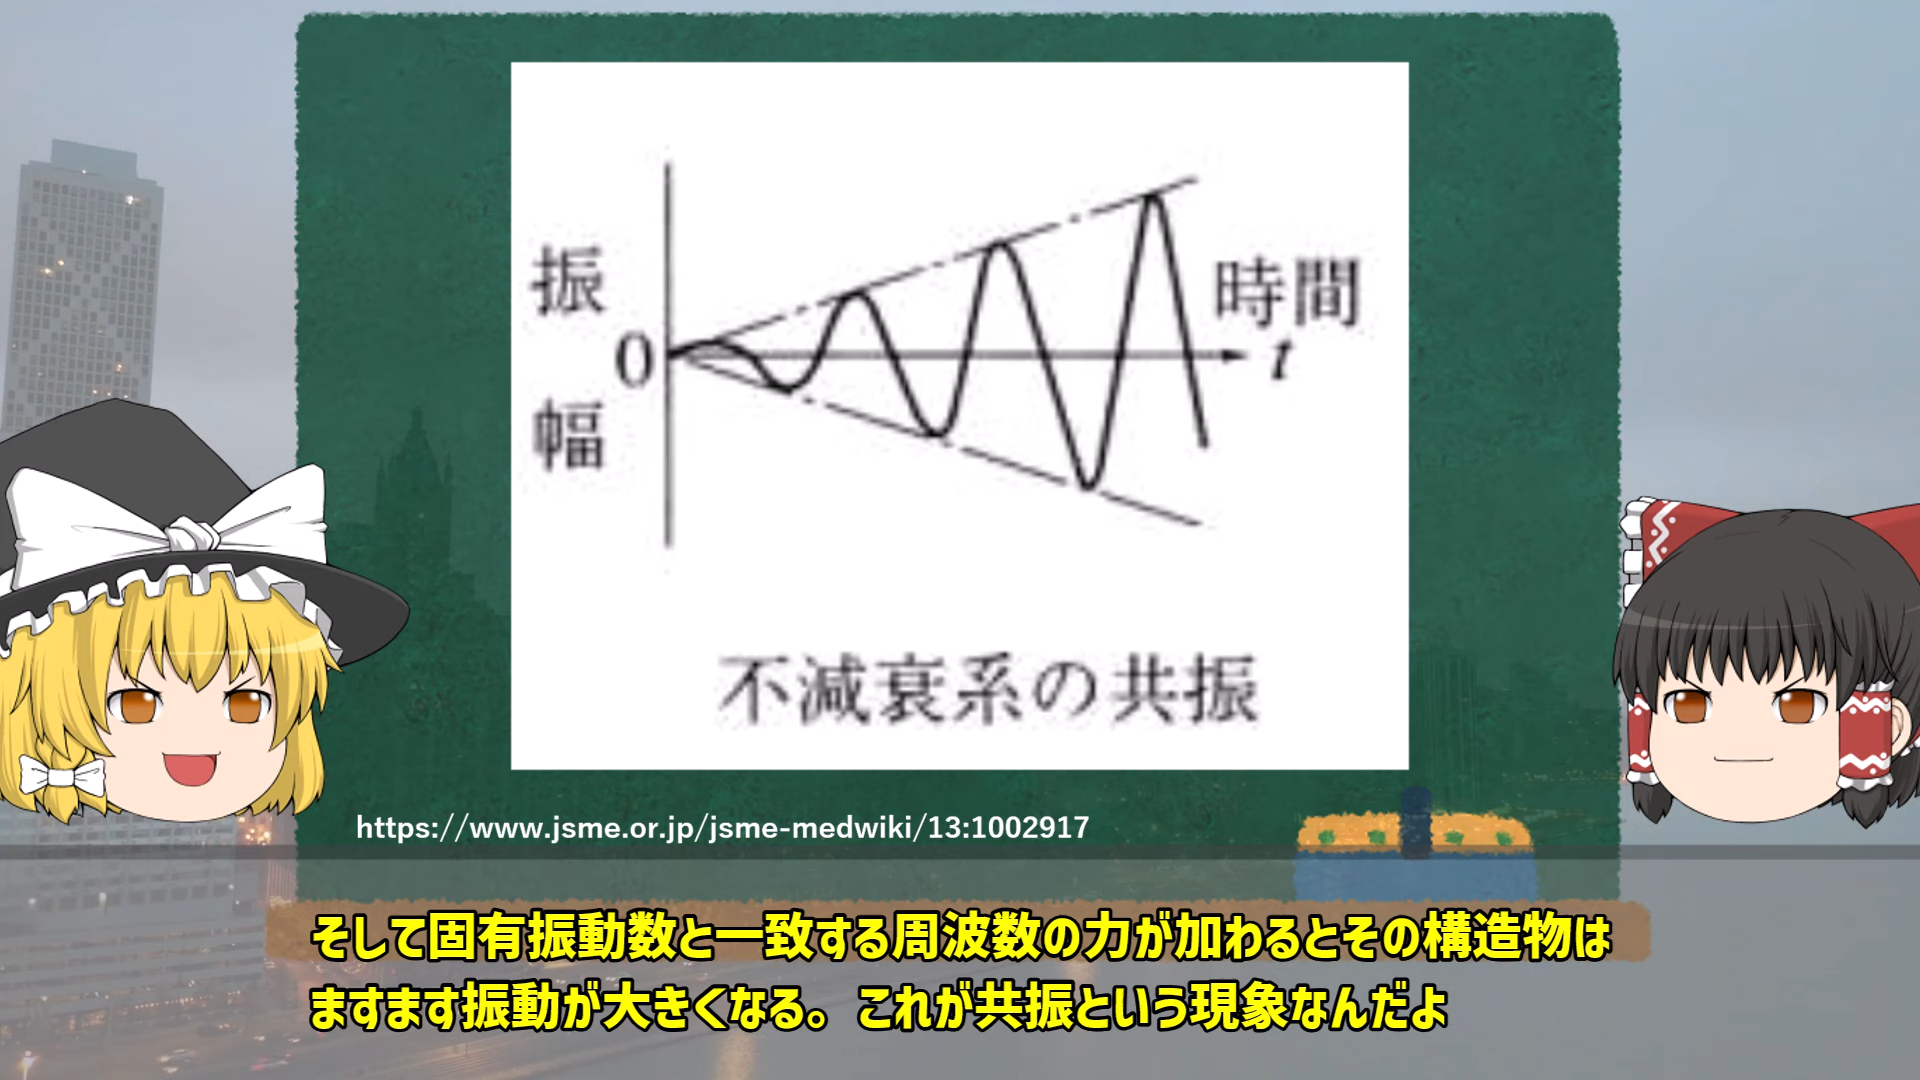 振幅
0
時間
t
不減衰系の共振
https://www.jsme.or.jp/jsme-medwiki/13:1002917
そして固有振動数と一致する周波数の力が加わるとその構造物は
ますます振動が大きくなる。これが共振という現象なんだよ